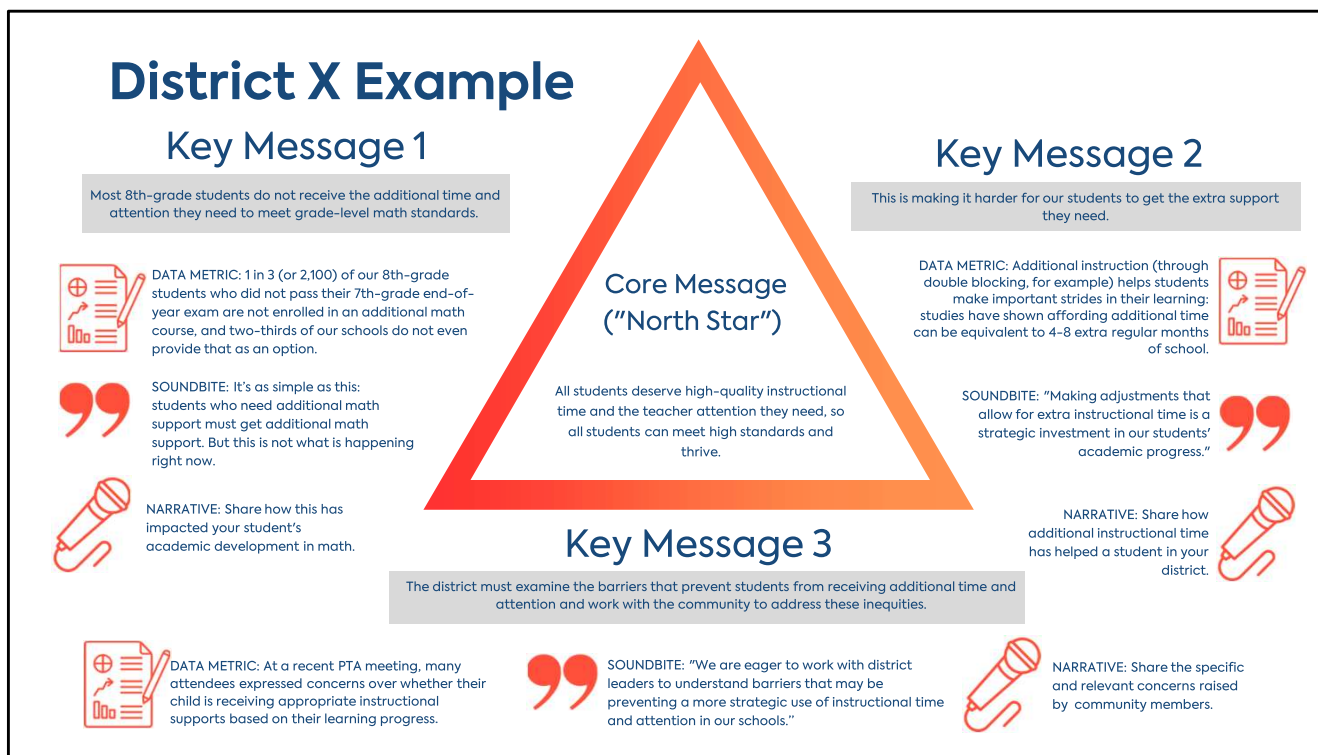 District X Example
Key Message 1
Most 8th-grade students do not receive the additional time and
attention they need to meet grade-level math standards.
DATA METRIC: 1 in 3 (or 2,100) of our 8th-grade
students who did not pass their 7th-grade end-of-
year exam are not enrolled in an additional math
course, and two-thirds of our schools do not even
provide that as an option.
SOUNDBITE: It's as simple as this:
students who need additional math
support must get additional math
support. But this is not what is happening
right now.
NARRATIVE: Share how this has
impacted your student's
academic development in math.
Core Message
("North Star")
All students deserve high-quality instructional
time and the teacher attention they need, so
all students can meet high standards and
thrive.
Key Message 2
This is making it harder for our students to get the extra support
they need.
DATA METRIC: Additional instruction (through
double blocking, for example) helps students
make important strides in their learning:
studies have shown affording additional time
can be equivalent to 4-8 extra regular months
of school.
SOUNDBITE: "Making adjustments that
allow for extra instructional time is a
strategic investment in our students'
academic progress."
NARRATIVE: Share how
additional instructional time
has helped a student in your
district.
Key Message 3
The district must examine the barriers that prevent students from receiving additional time and
attention and work with the community to address these inequities.
DATA METRIC: At a recent PTA meeting, many
attendees expressed concerns over whether their
child is receiving appropriate instructional
supports based on their learning progress.
SOUNDBITE: "We are eager to work with district
leaders to understand barriers that may be
preventing a more strategic use of instructional time
and attention in our schools.”
NARRATIVE: Share the specific
and relevant concerns raised
by community members.